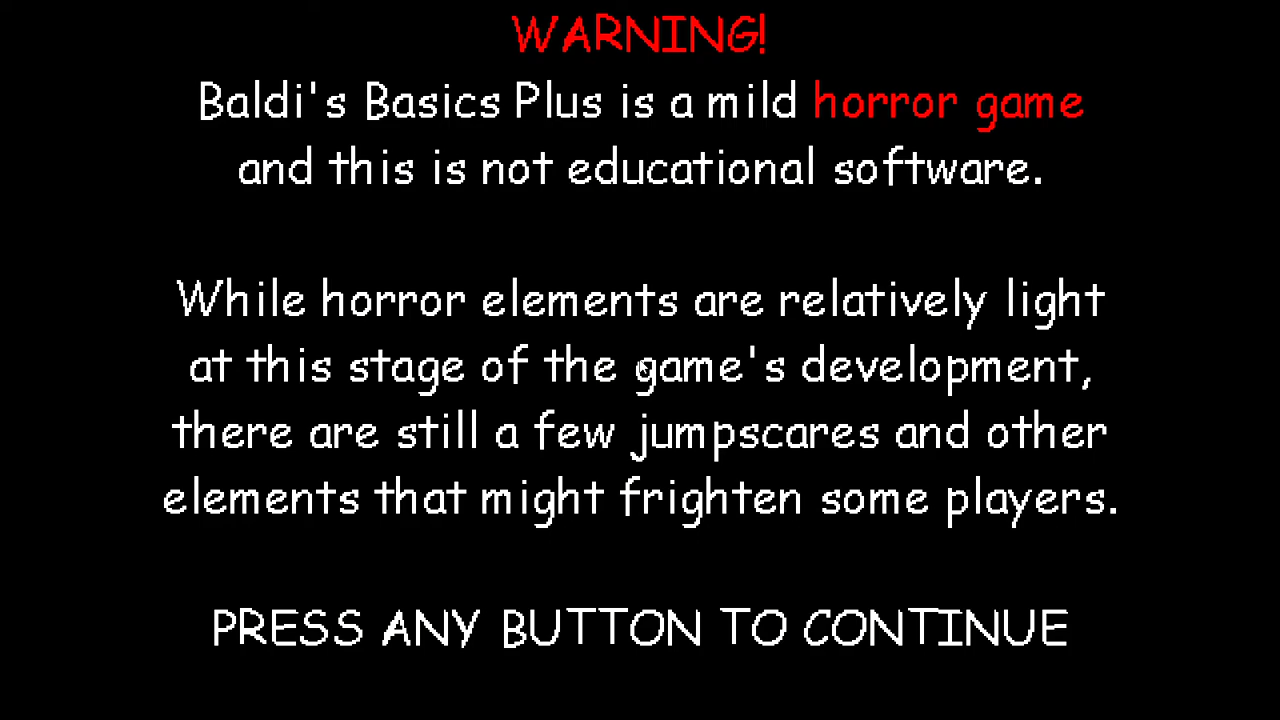 WARNING!
Baldi's Basics Plus is a mild horror game
and this is not educational software.
While horror elements are relatively light
at this stage of the game's development,
there are still a few jumpscares and other
elements that might frighten some players.
PRESS ANY BUTTON TO CONTINUE